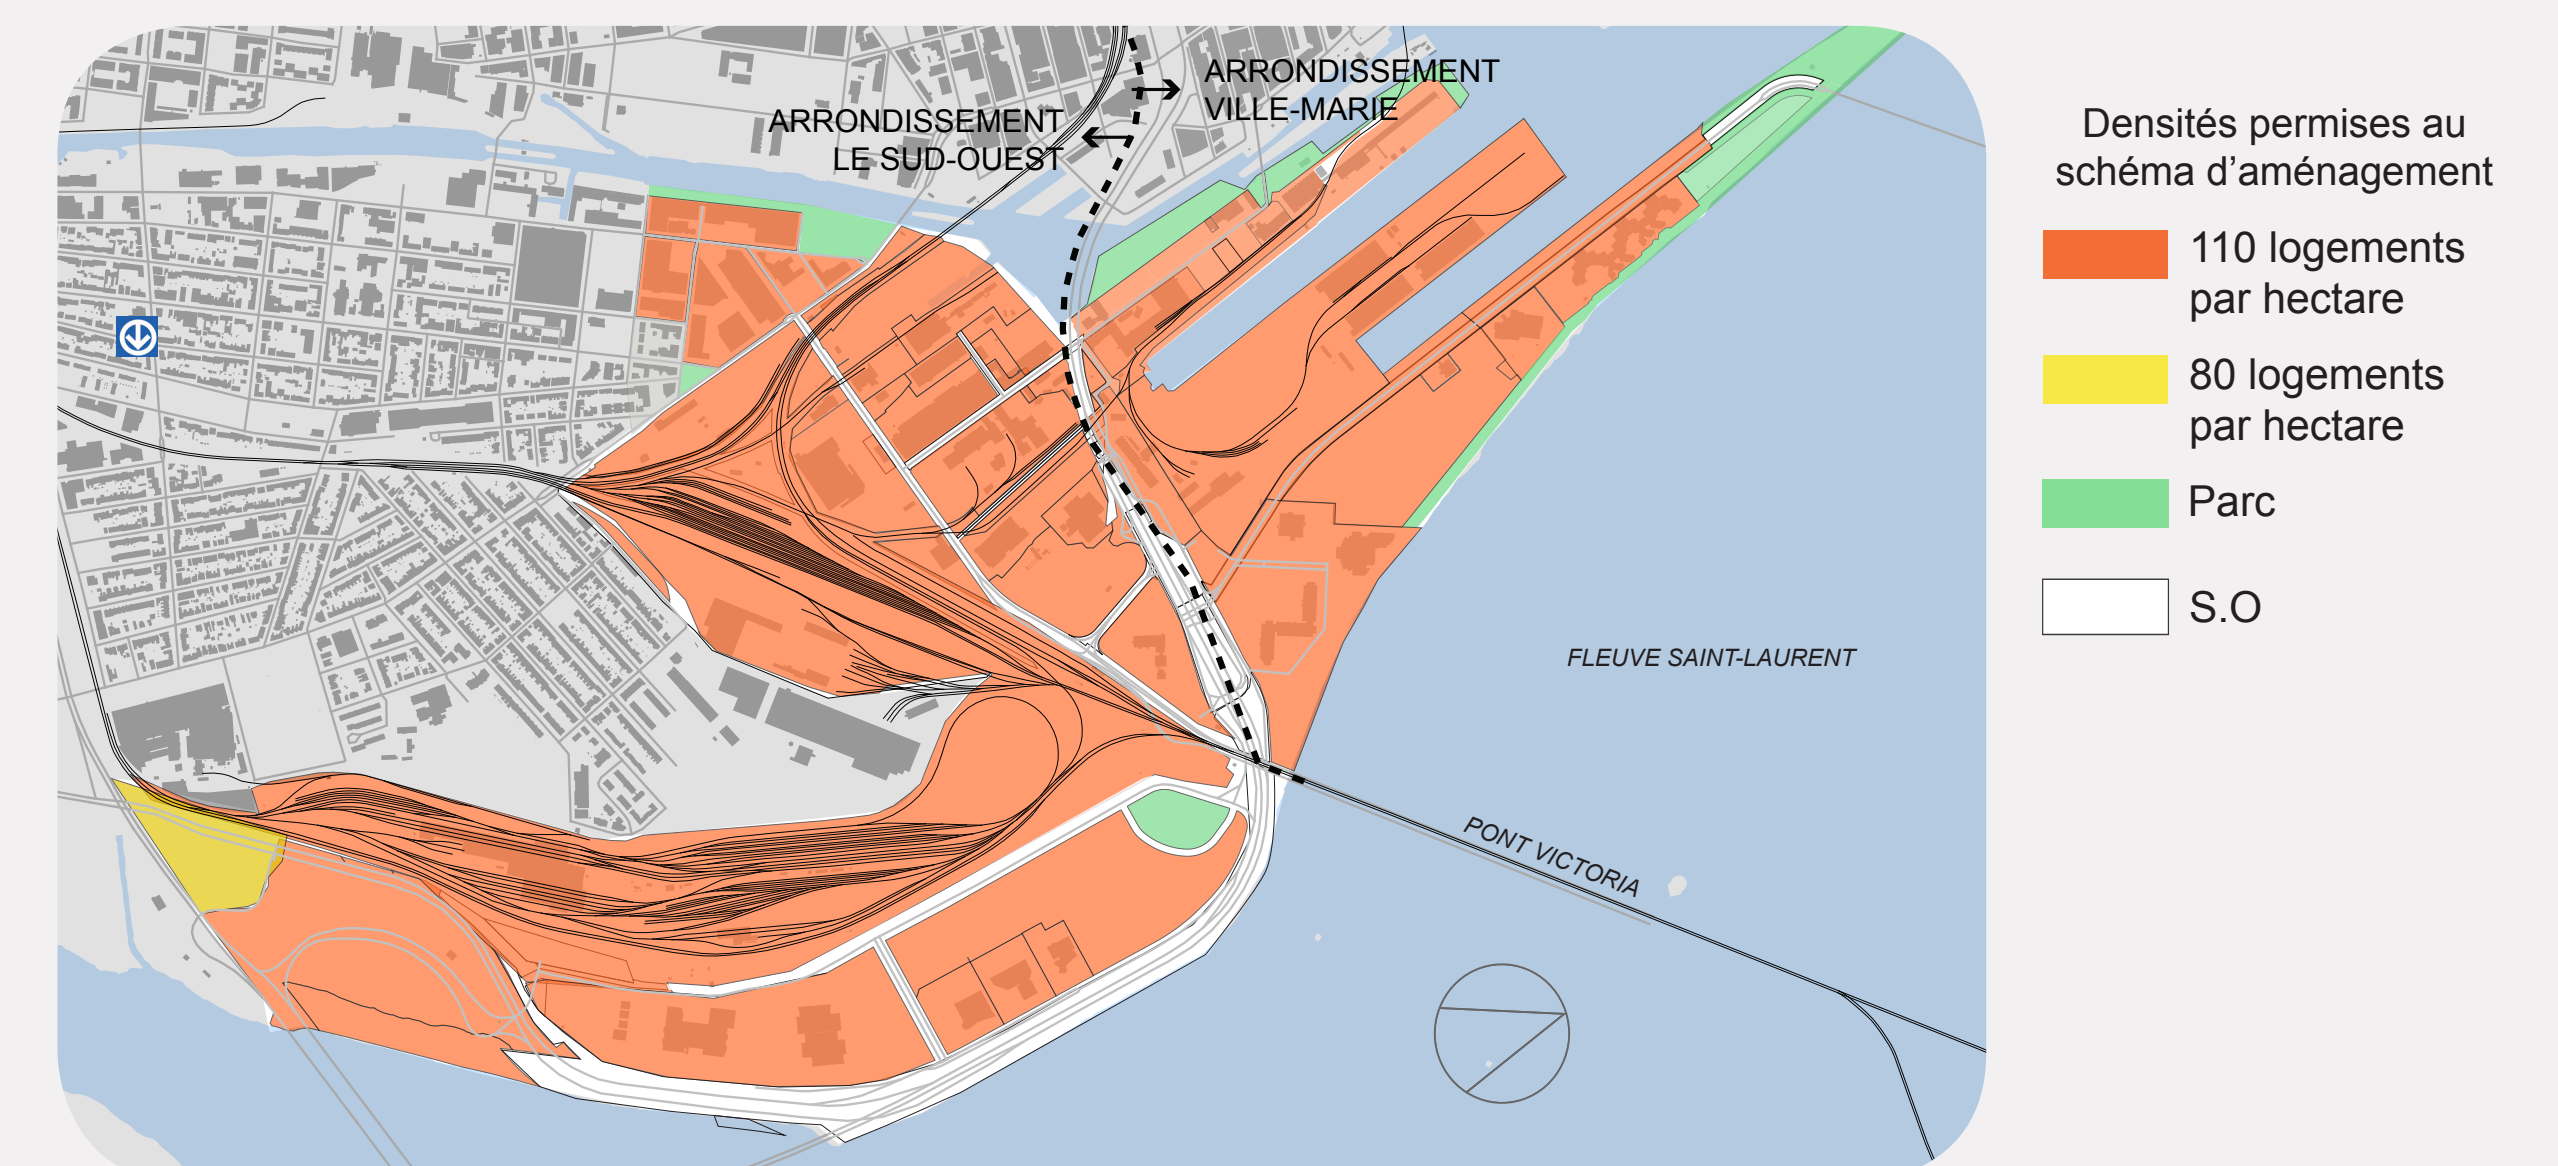 ARRONDISSEMENT
VILLE-MARIE
ARRONDISSEMENT
LE SUD-OUEST
FLEUVE SAINT-LAURENT
PONT VICTORIA
Densités permises au
schéma d’aménagement
110 logements
par hectare
80 logements
par hectare
Parc
S.O